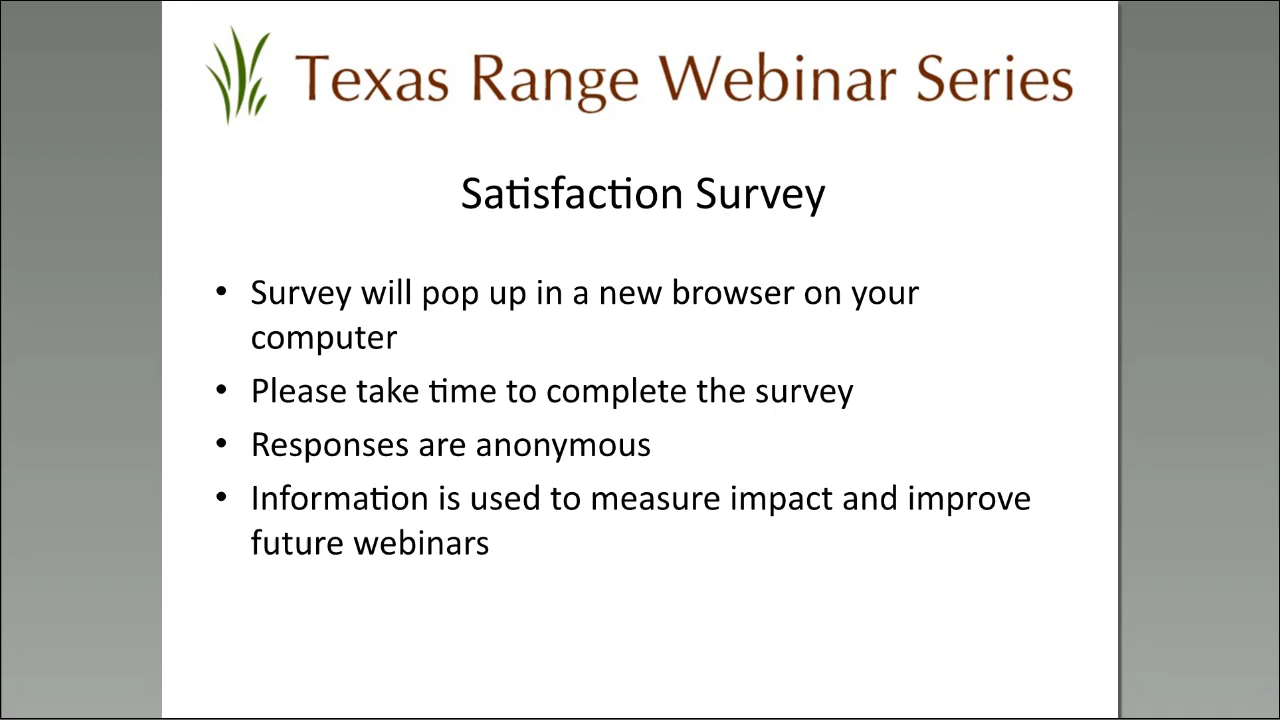 Texas Range Webinar Series
Satisfaction Survey
• Survey will pop up in a new browser on your
computer
• Please take time to complete the survey
• Responses are anonymous
• Information is used to measure impact and improve
future webinars